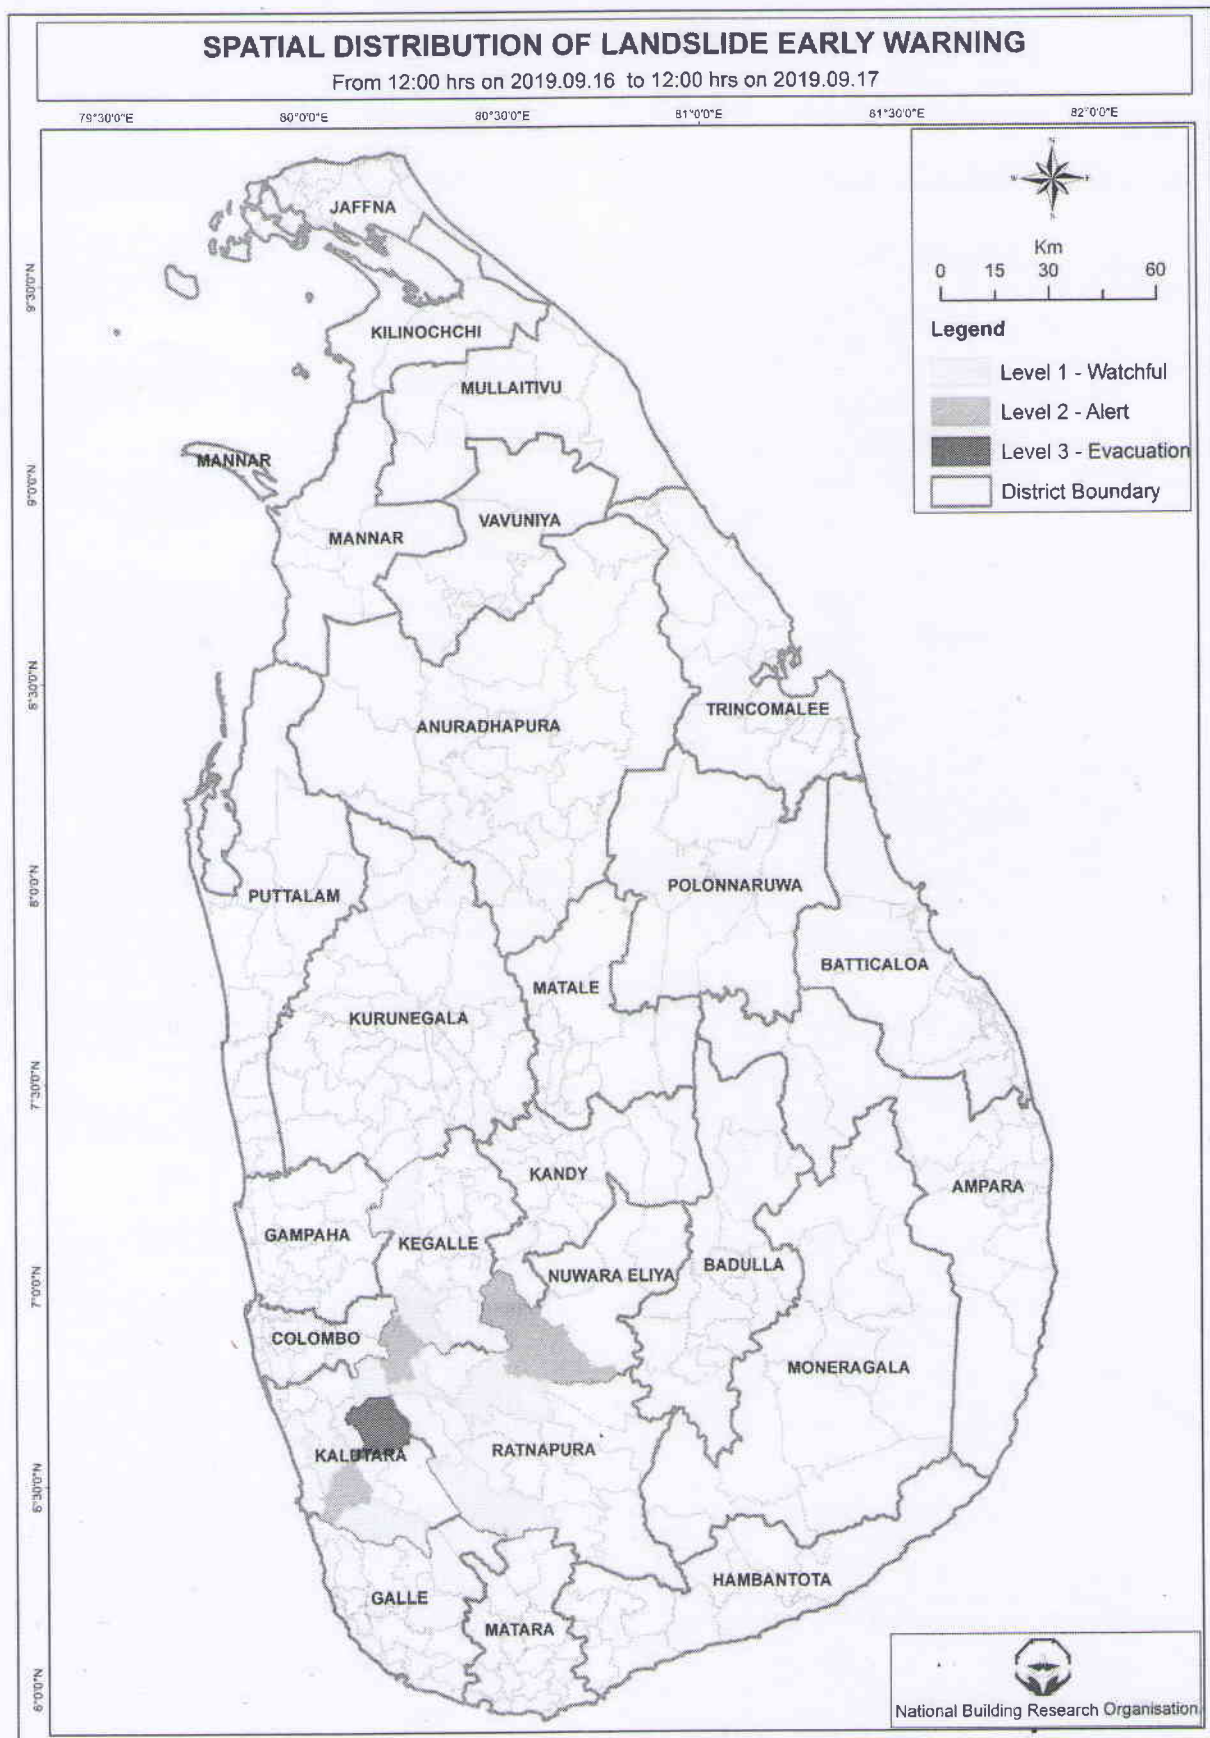 SPATIAL DISTRIBUTION OF LANDSLIDE EARLY WARNING
From 12:00 hrs on 2019.09.16 to 12:00 hrs on 2019.09.17
79°30'0"E 80°0'0"E 80°30'0"E 81°0'0"E 81°30'0"E 82°0'0"E
N
W E
S
Km
0 15 30 60
Legend
Level 1 - Watchful
Level 2 - Alert
Level 3 - Evacuation
District Boundary
9°30'0"N
9°0'0"N
8°30'0"N
8°0'0"N
7°30'0"N
7°0'0"N
6°30'0"N
6°0'0"N
JAFFNA
KILINOCHCHI
MULLAITIVU
MANNAR
VAVUNIYA
MANNAR
TRINCOMALEE
ANURADHAPURA
POLONNARUWA
PUTTALAM
BATTICALOA
MATALE
KURUNEGALA
KANDY
AMPARA
GAMPAHA
KEGALLE
BADULLA
NUWARA ELIYA
COLOMBO
MONERAGALA
RATNAPURA
KALUTARA
HAMBANTOTA
GALLE
MATARA
National Building Research Organisation